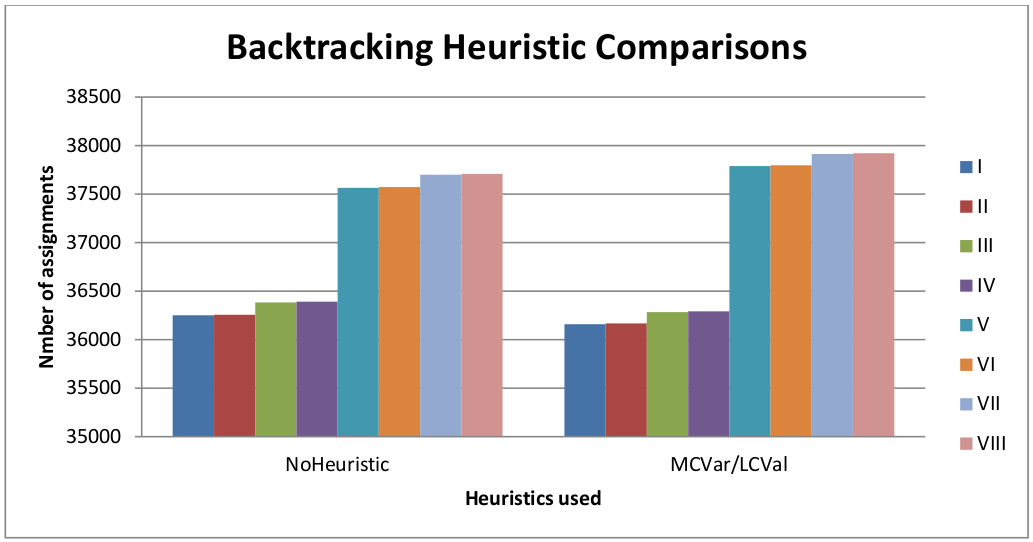 Backtracking Heuristic Comparisons
38500
38000
37500
37000
36500
36000
35500
35000
Nmber of assignments
NoHeuristic
MCVar/LCVal
Heuristics used
I
II
III
IV
V
VI
VII
VIII